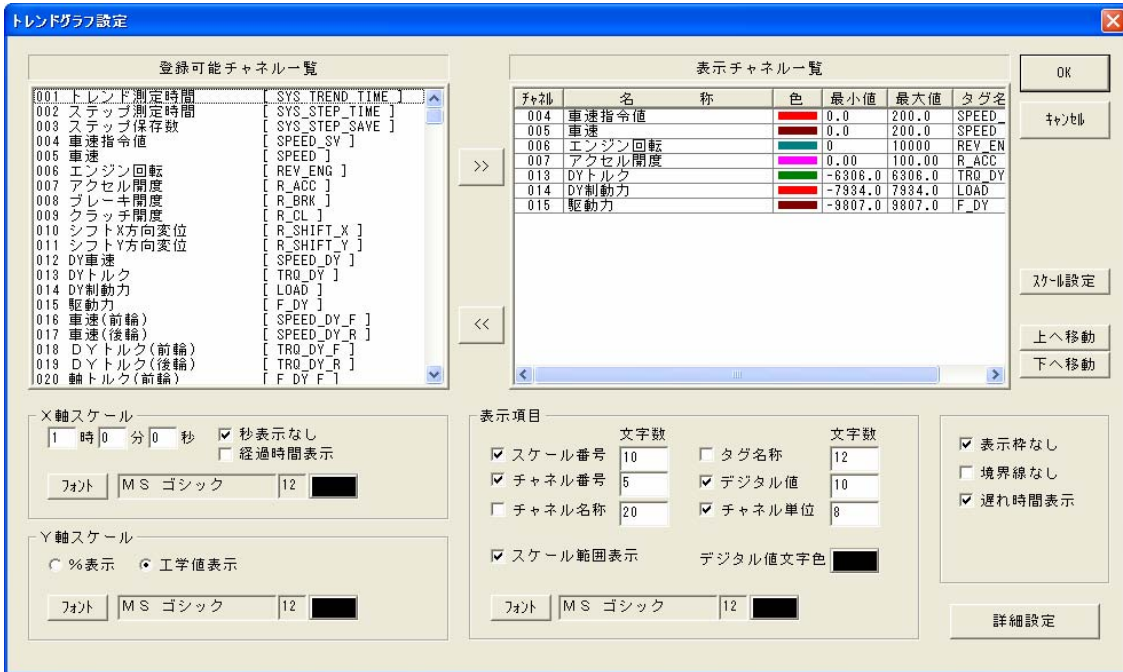 トレンドグラフ設定
登録可能チャネル一覧
001 トレンド測定時間 [ SYS_TREND_TIME ]
002 ステップ測定時間 [ SYS_STEP_TIME ]
003 ステップ保存数 [ SYS_STEP_SAVE ]
004 車速指令値 [ SPEED_SV ]
005 車速 [ SPEED ]
006 エンジン回転 [ REV_ENG ]
007 アクセル開度 [ R_ACC ]
008 ブレーキ開度 [ R_BRK ]
009 クラッチ開度 [ R_CL ]
010 シフトX方向変位 [ R_SHIFT_X ]
011 シフトY方向変位 [ R_SHIFT_Y ]
012 DY車速 [ SPEED_DY ]
013 DYトルク [ TRQ_DY ]
014 DY制動力 [ LOAD ]
015 駆動力 [ F_DY ]
016 車速(前輪) [ SPEED_DY_F ]
017 車速(後輪) [ SPEED_DY_R ]
018 ＤＹトルク(前輪) [ TRQ_DY_F ]
019 ＤＹトルク(後輪) [ TRQ_DY_R ]
020 軸トルク(前輪) [ F_DY_F ]
>>
<<
表示チャネル一覧
ﾁｬﾈﾙ 名 称 色 最小値 最大値 タグ名
004 車速指令値 0.0 200.0 SPEED_
005 車速 0.0 200.0 SPEED
006 エンジン回転 0 10000 REV_EN
007 アクセル開度 0.00 100.00 R_ACC
013 DYトルク -6306.0 6306.0 TRQ_DY
014 DY制動力 -7934.0 7934.0 LOAD
015 駆動力 -9807.0 9807.0 F_DY
OK
ｷｬﾝｾﾙ
ｽｹｰﾙ設定
上へ移動
下へ移動
X軸スケール
1 時 0 分 0 秒
秒表示なし
経過時間表示
ﾌｫﾝﾄ ＭＳ ゴシック 12
Y軸スケール
%表示 工学値表示
ﾌｫﾝﾄ ＭＳ ゴシック 12
表示項目
文字数 文字数
スケール番号 10 タグ名称 12
チャネル番号 5 デジタル値 10
チャネル名称 20 チャネル単位 8
スケール範囲表示 デジタル値文字色
ﾌｫﾝﾄ ＭＳ ゴシック 12
表示枠なし
境界線なし
遅れ時間表示
詳細設定